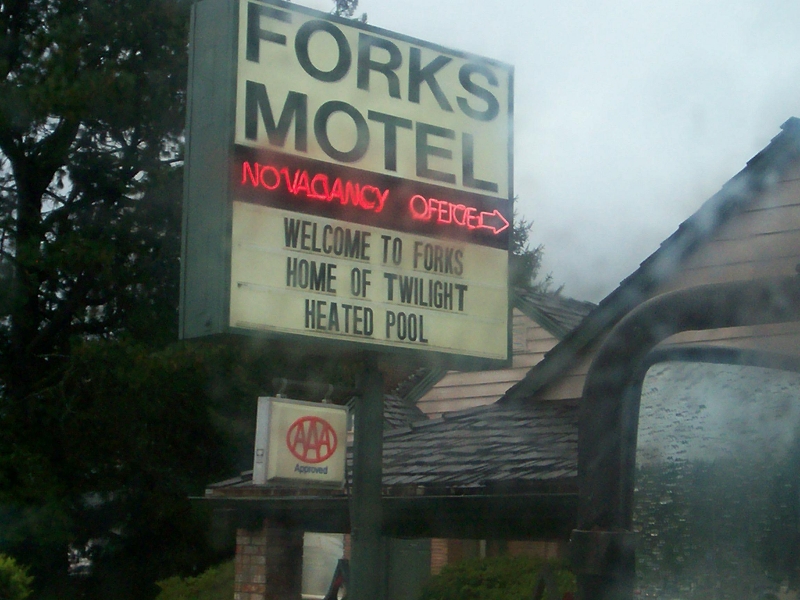 FORKS
MOTEL
NO VACANCY OFFICE
WELCOME TO FORKS
HOME OF TWILIGHT
HEATED POOL
AAA
Approved